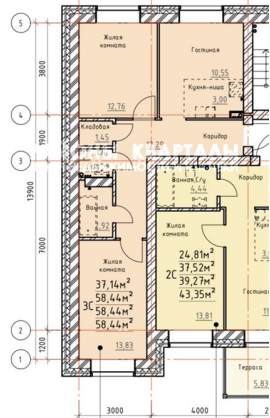 5
Жилая
комната
Гостиная
3800
12,76
10,55
Кухня-ниша
3,00
4
Кладовая
1,45
Коридор
КВАРТАЛЫ
1900
3
Ванная,С/у
4,44
Коридор
13900
Ванная
Жилая
комната
24,81м²
37,52м²
39,27м²
43,35м²
2С
7000
Жилая
комната
Гостиная
37,14м²
58,44м²
58,44м²
58,44м²
3С
13,81
2
13,83
1200
1
Терраса
5,83
3000
4000